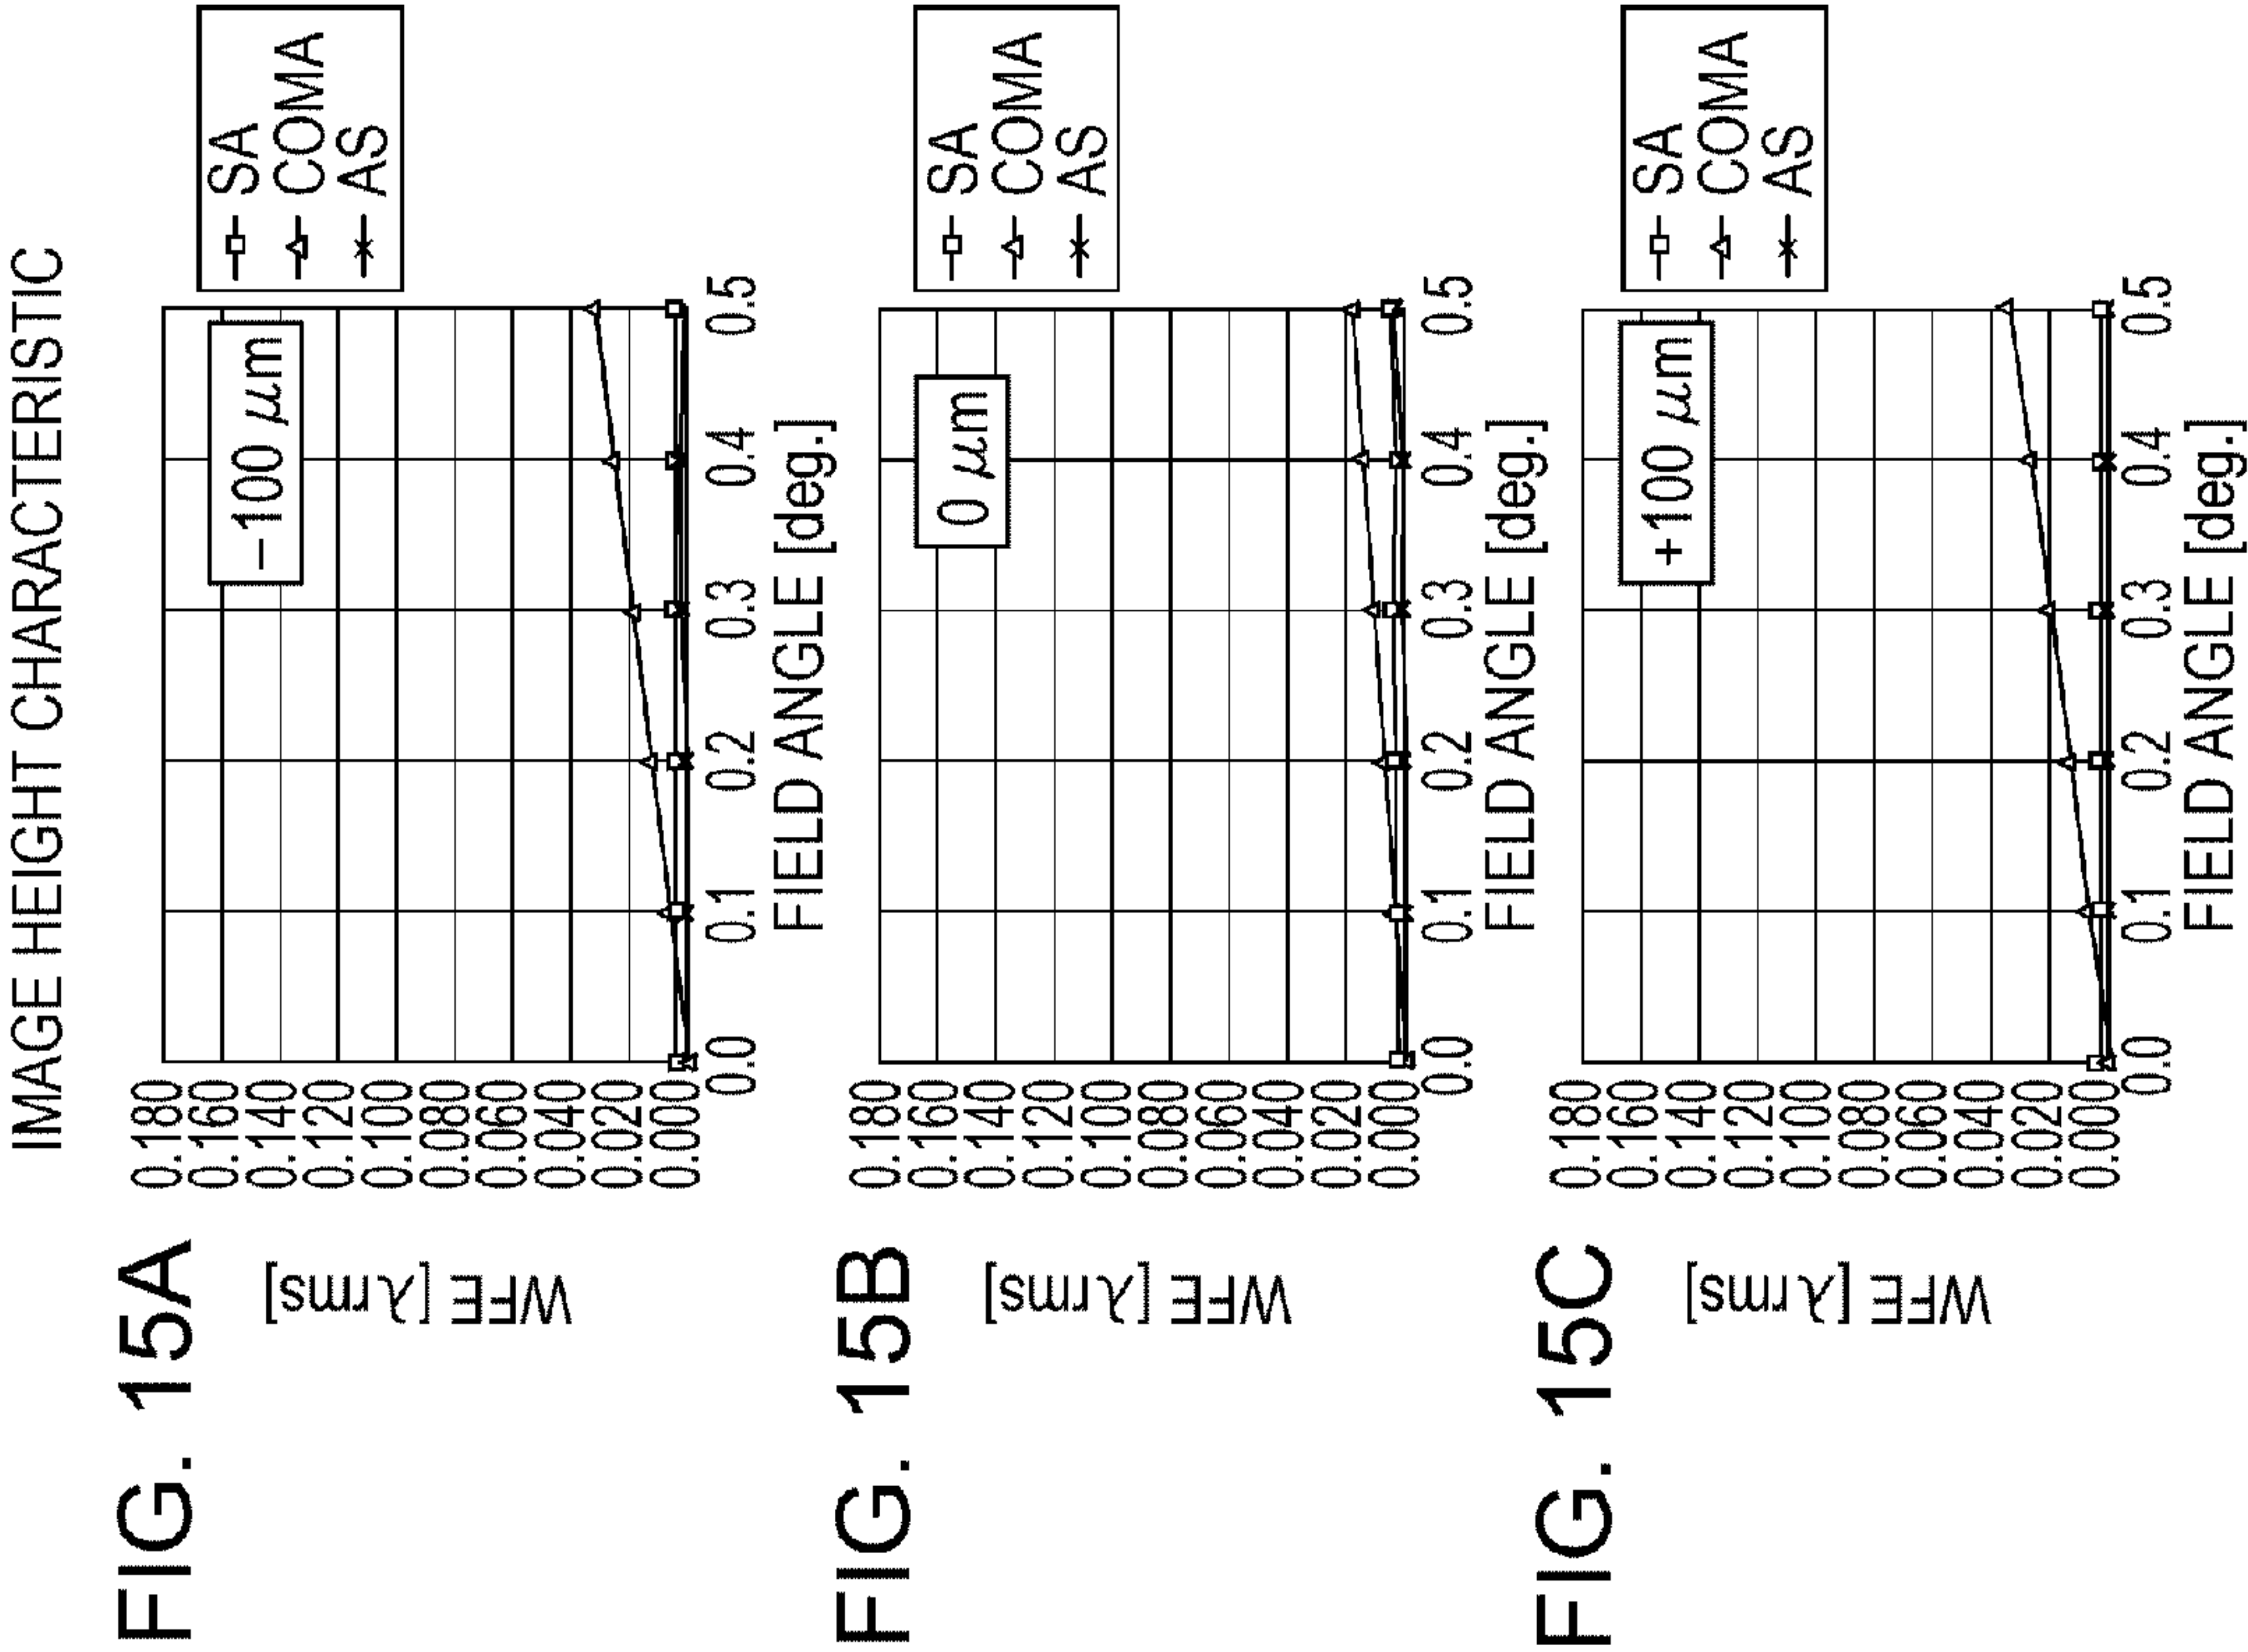 IMAGE HEIGHT CHARACTERISTIC
FIG. 15A
WFE [λrms]
0.180
0.160
0.140
0.120
0.100
0.080
0.060
0.040
0.020
0.000
−100 μm
0.0 0.1 0.2 0.3 0.4 0.5
FIELD ANGLE [deg.]
SA
COMA
AS
FIG. 15B
WFE [λrms]
0.180
0.160
0.140
0.120
0.100
0.080
0.060
0.040
0.020
0.000
0 μm
0.0 0.1 0.2 0.3 0.4 0.5
FIELD ANGLE [deg.]
SA
COMA
AS
FIG. 15C
WFE [λrms]
0.180
0.160
0.140
0.120
0.100
0.080
0.060
0.040
0.020
0.000
+100 μm
0.0 0.1 0.2 0.3 0.4 0.5
FIELD ANGLE [deg.]
SA
COMA
AS